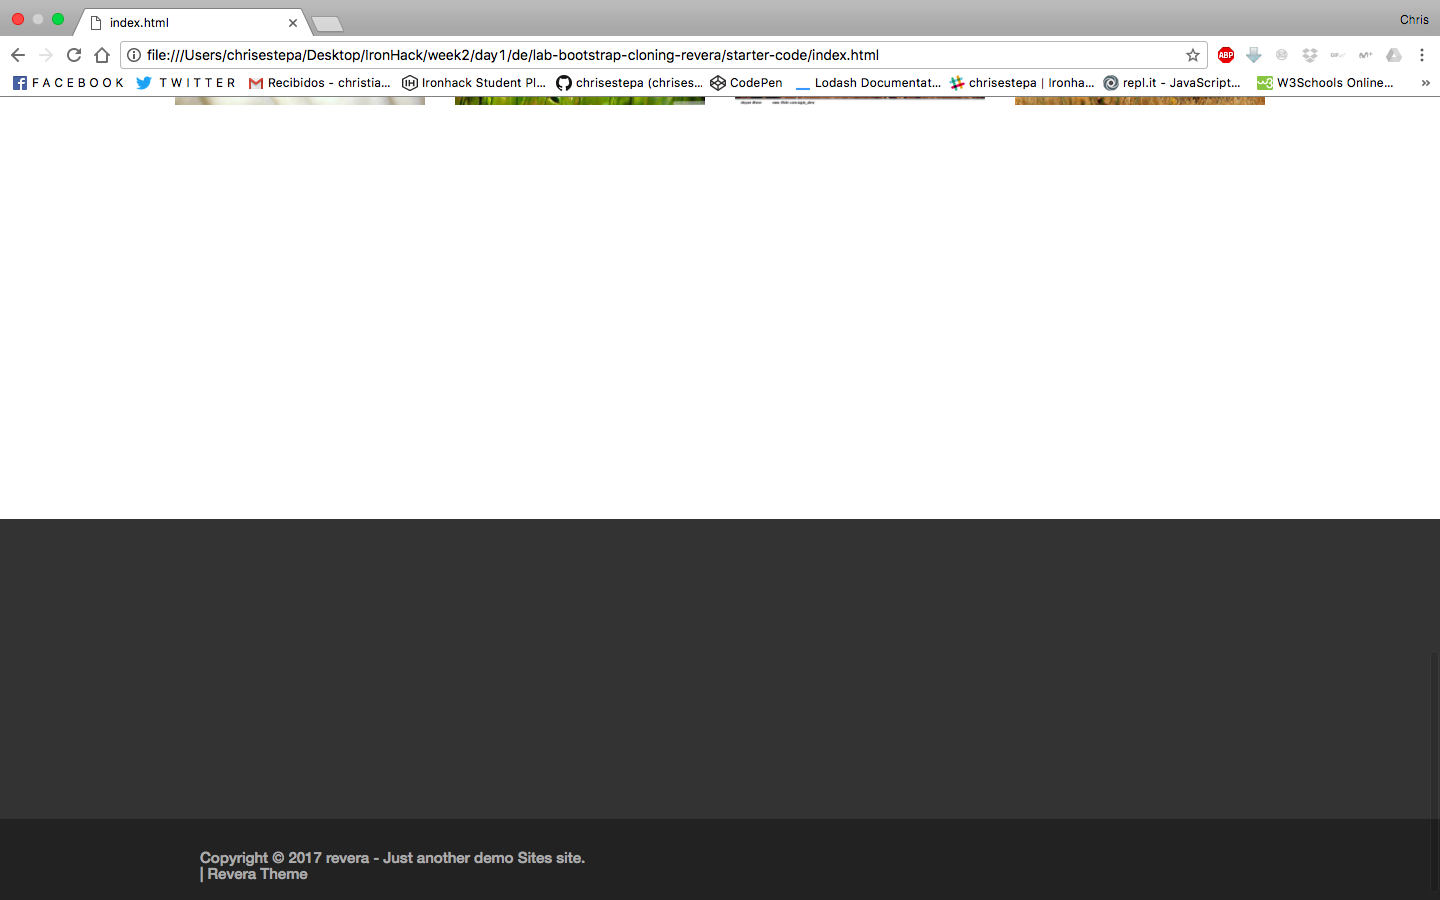 index.html
Chris
file:///Users/chrisestepa/Desktop/IronHack/week2/day1/de/lab-bootstrap-cloning-revera/starter-code/index.html
ABP
F A C E B O O K T W I T T E R Recibidos - christia... Ironhack Student Pl... chrisestepa (chrises... CodePen Lodash Documentat... chrisestepa | Ironha... repl.it - JavaScript... W3Schools Online... »
Copyright © 2017 revera - Just another demo Sites site.
| Revera Theme